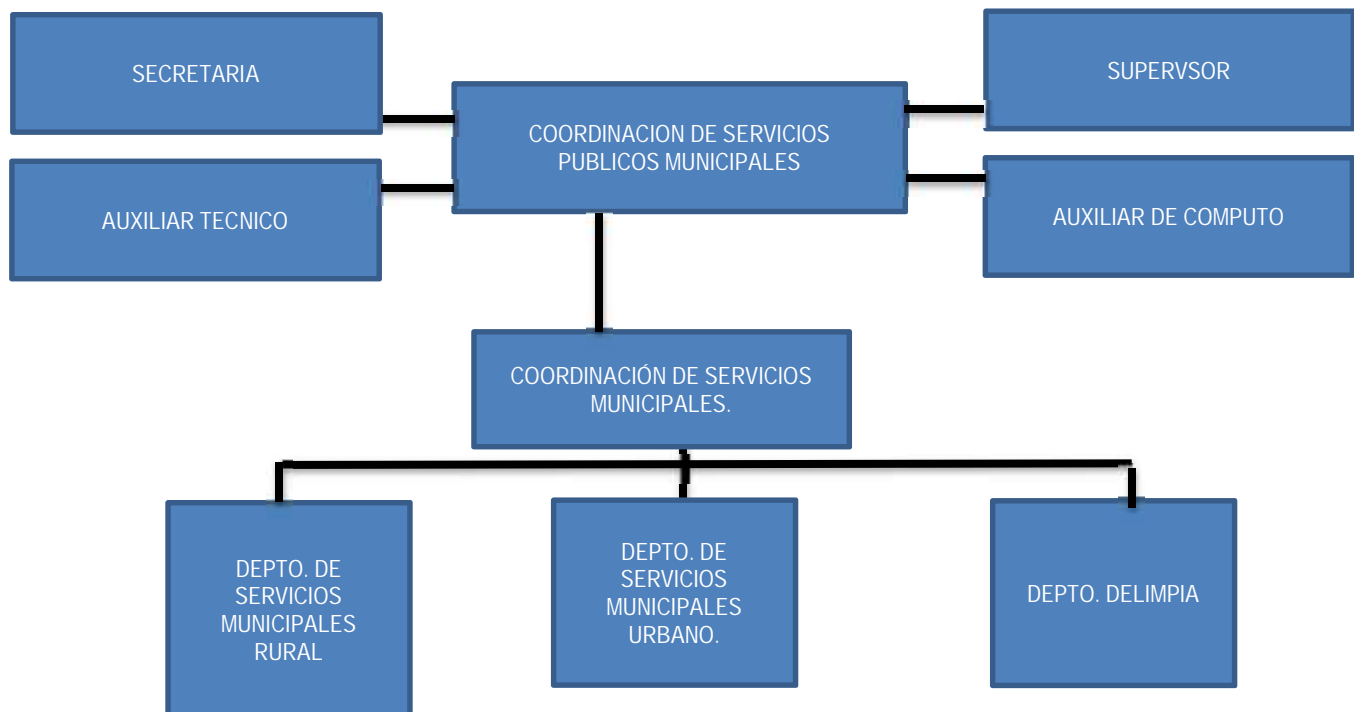 SECRETARIA
SUPERVSOR
COORDINACION DE SERVICIOS
PUBLICOS MUNICIPALES
AUXILIAR TECNICO
AUXILIAR DE COMPUTO
COORDINACIÓN DE SERVICIOS
MUNICIPALES.
DEPTO. DE
SERVICIOS
MUNICIPALES
RURAL
DEPTO. DE
SERVICIOS
MUNICIPALES
URBANO.
DEPTO. DELIMPIA